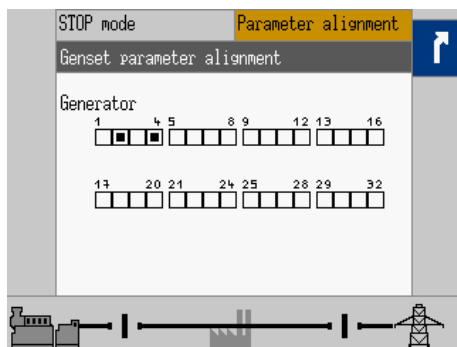 STOP mode Parameter alignment
Genset parameter alignment
Generator
1 4 5 8 9 12 13 16
17 20 21 24 25 28 29 32